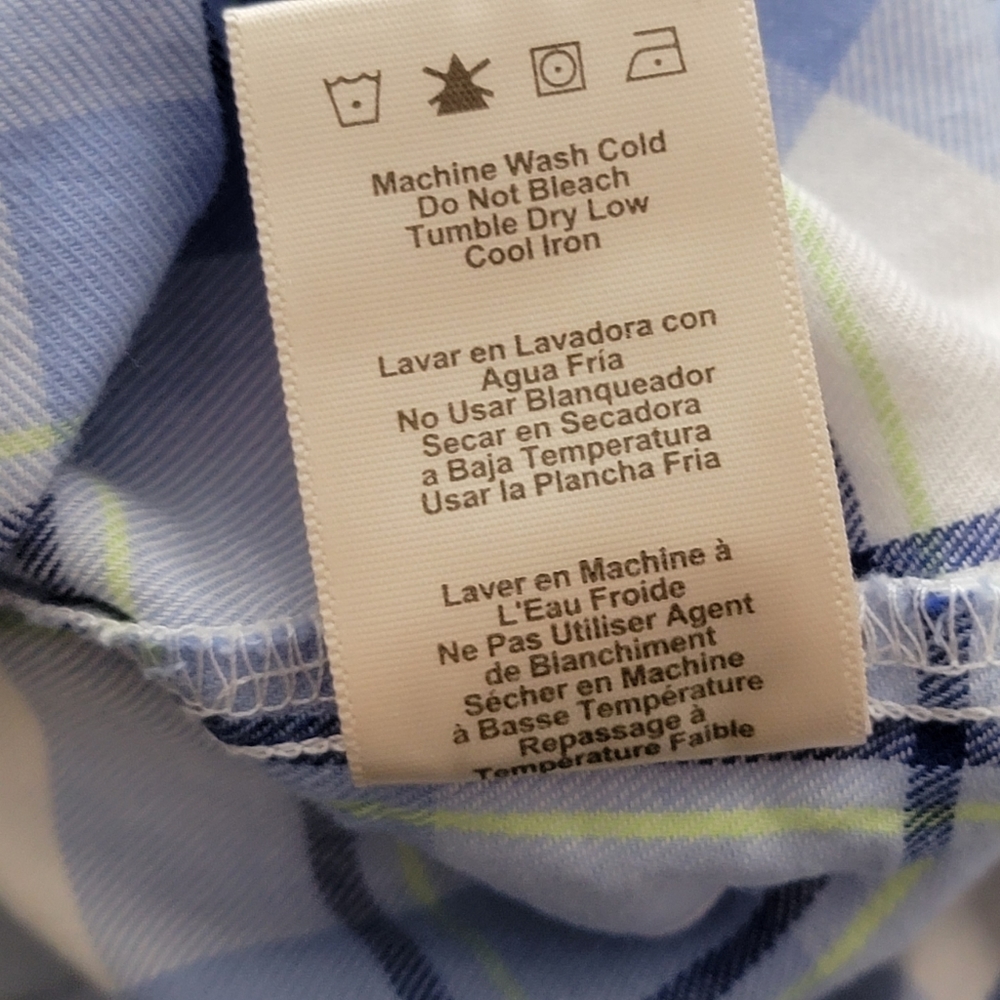 Machine Wash Cold
Do Not Bleach
Tumble Dry Low
Cool Iron
Lavar en Lavadora con
Agua Fría
No Usar Blanqueador
Secar en Secadora
a Baja Temperatura
Usar la Plancha Fria
Laver en Machine à
L'Eau Froide
Ne Pas Utiliser Agent
de Blanchiment
Sécher en Machine
à Basse Température
Repassage à
Température Faible